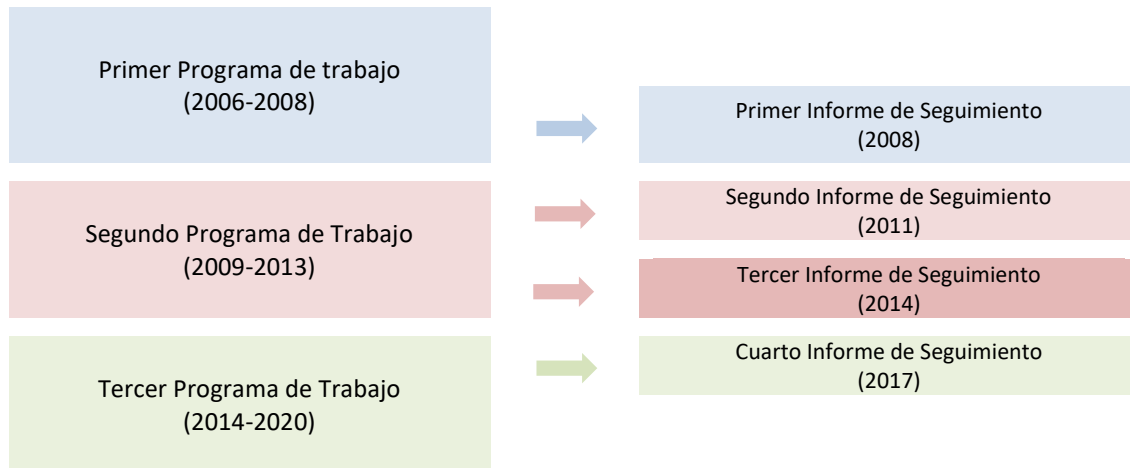 Primer Programa de trabajo
(2006-2008)
Primer Informe de Seguimiento
(2008)
Segundo Programa de Trabajo
(2009-2013)
Segundo Informe de Seguimiento
(2011)
Tercer Informe de Seguimiento
(2014)
Tercer Programa de Trabajo
(2014-2020)
Cuarto Informe de Seguimiento
(2017)